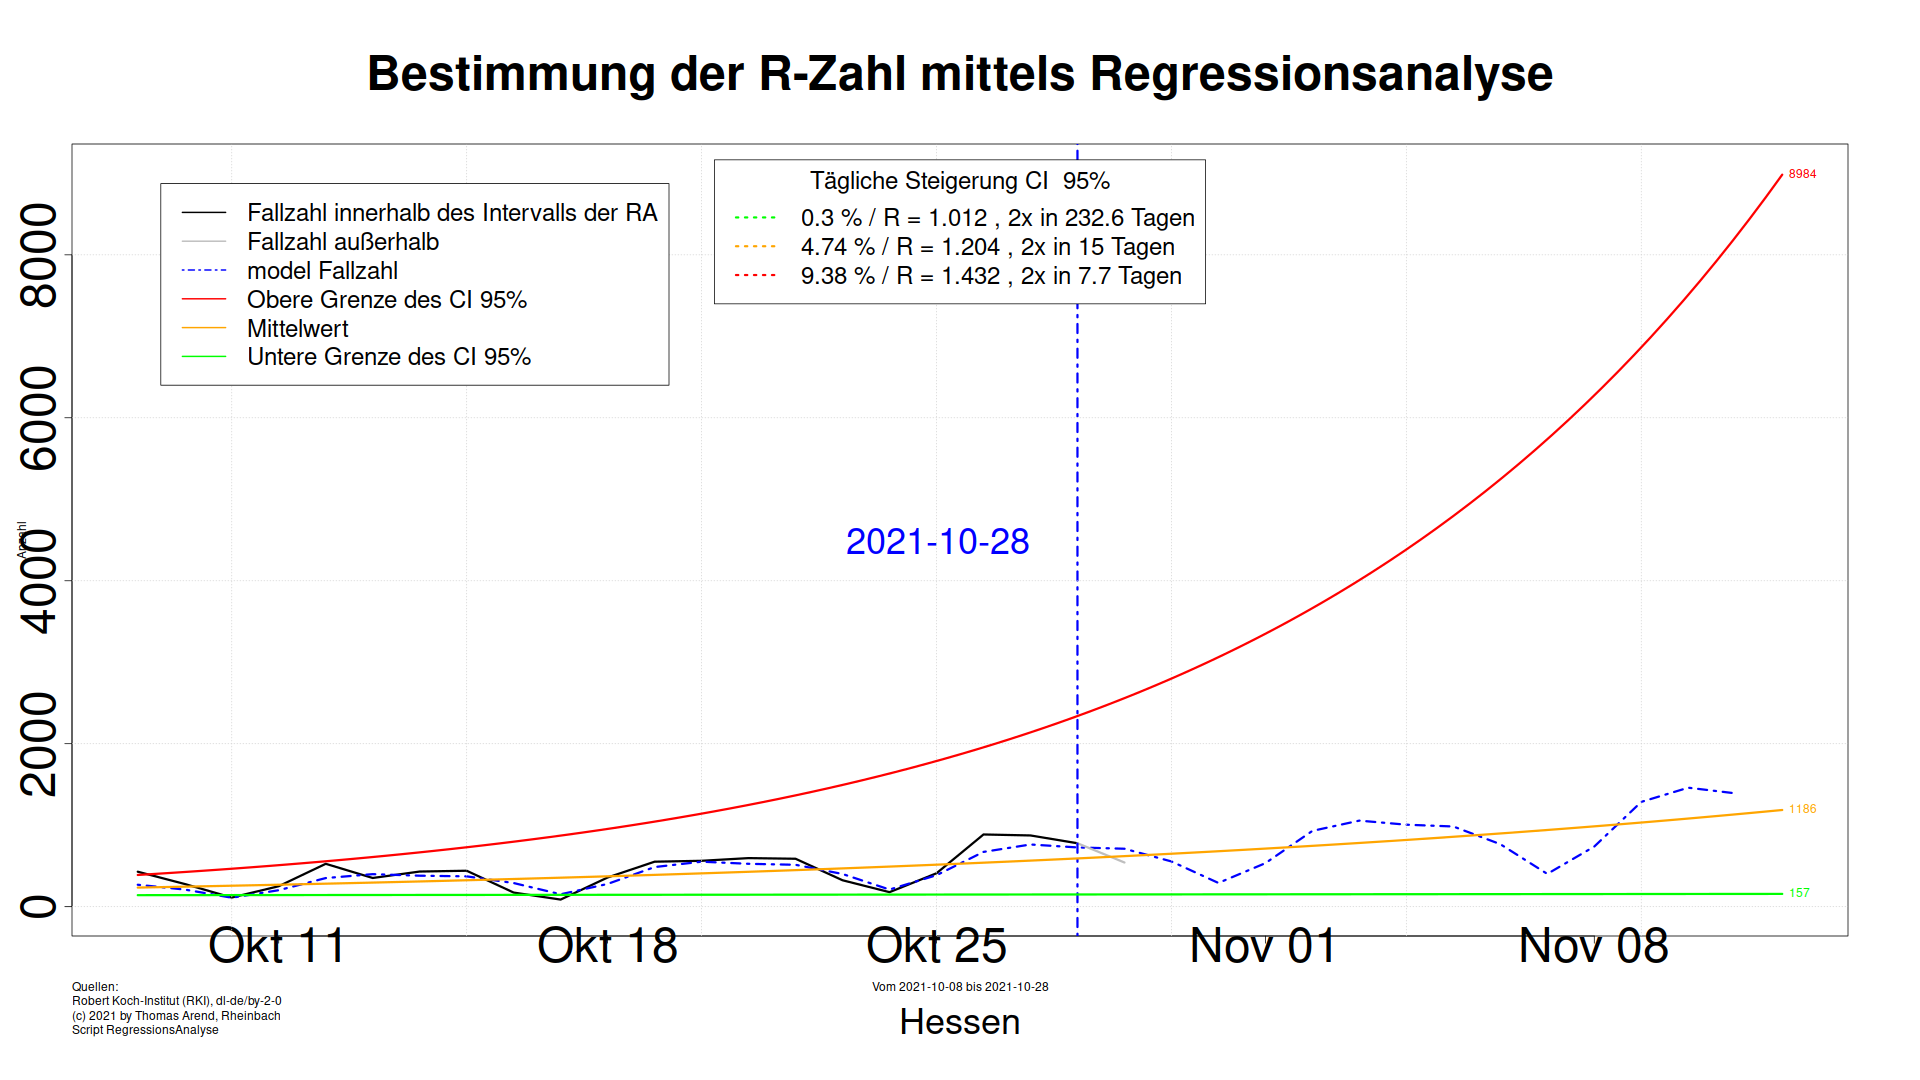 Bestimmung der R-Zahl mittels Regressionsanalyse
Fallzahl innerhalb des Intervalls der RA
Fallzahl außerhalb
model Fallzahl
Obere Grenze des CI 95%
Mittelwert
Untere Grenze des CI 95%
Tägliche Steigerung CI  95%
0.3 % / R = 1.012 , 2x in 232.6 Tagen
4.74 % / R = 1.204 , 2x in 15 Tagen
9.38 % / R = 1.432 , 2x in 7.7 Tagen
8984
8000
6000
Anzahl
4000
2000
0
2021-10-28
1186
157
Okt 11
Okt 18
Okt 25
Nov 01
Nov 08
Quellen:
Robert Koch-Institut (RKI), dl-de/by-2-0
(c) 2021 by Thomas Arend, Rheinbach
Script RegressionsAnalyse
Vom 2021-10-08 bis 2021-10-28
Hessen